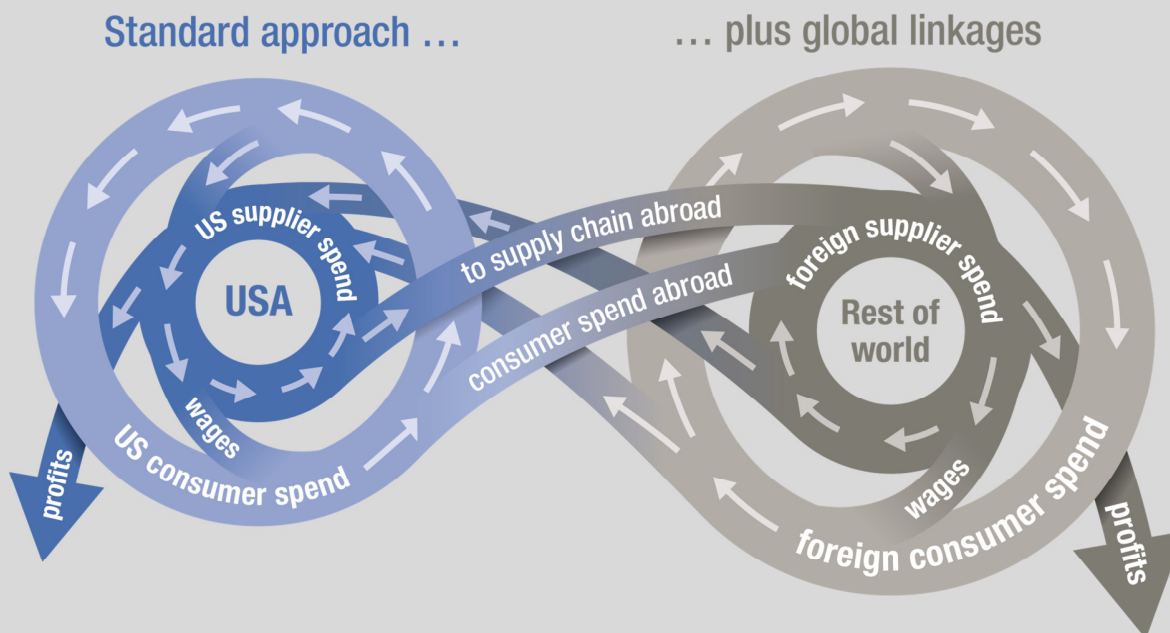 Standard approach …
… plus global linkages
US supplier spend
USA
wages
US consumer spend
profits
to supply chain abroad
consumer spend abroad
foreign supplier spend
Rest of
world
wages
foreign consumer spend
profits